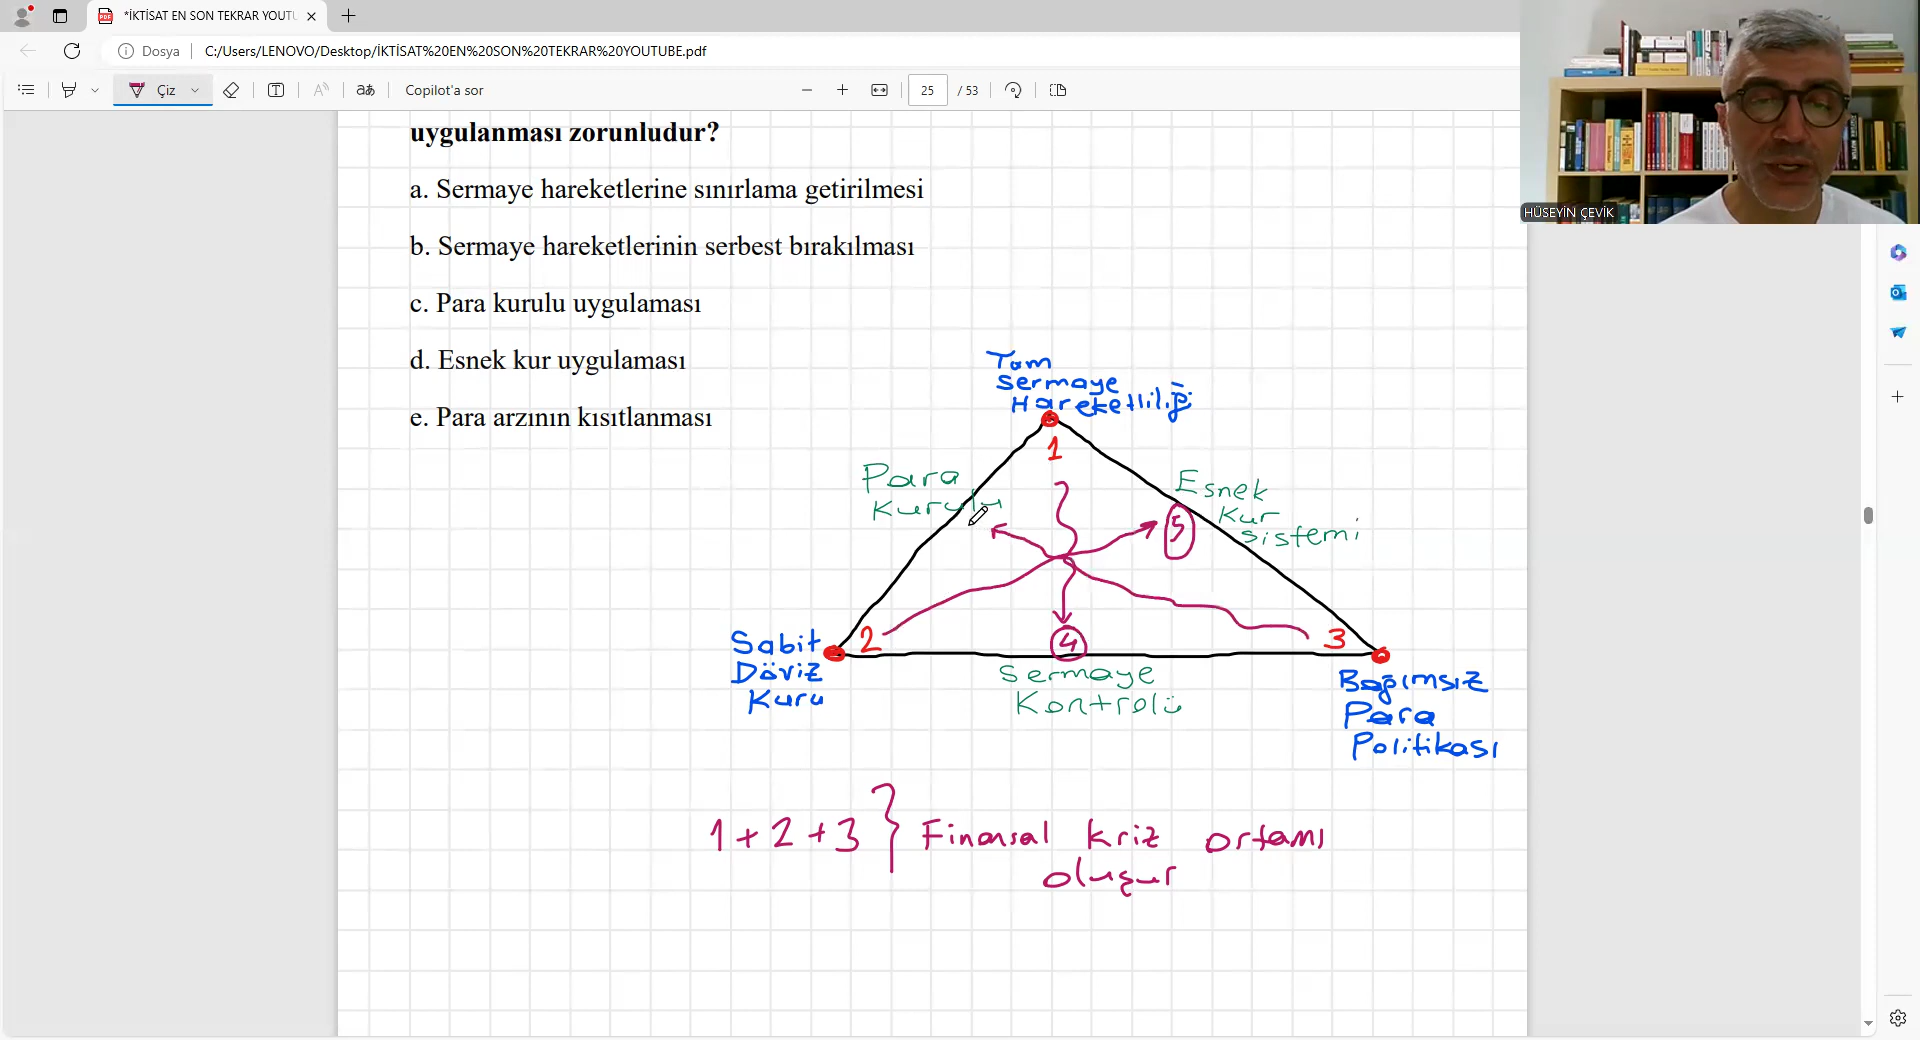 *İKTİSAT EN SON TEKRAR YOUTU
Dosya
C:/Users/LENOVO/Desktop/İKTİSAT%20EN%20SON%20TEKRAR%20YOUTUBE.pdf
Çiz
T
A
aあ
Copilot'a sor
25
/ 53
HÜSEYİN ÇEVİK
uygulanması zorunludur?
a. Sermaye hareketlerine sınırlama getirilmesi
b. Sermaye hareketlerinin serbest bırakılması
c. Para kurulu uygulaması
d. Esnek kur uygulaması
e. Para arzının kısıtlanması
Tam
Sermaye
Hareketliliği
1
Para
Kurulu
Esnek
Kur
Sistemi
5
Sabit
Döviz
Kuru
2
4
3
Sermaye
Kontrolü
Bağımsız
Para
Politikası
1 + 2 + 3 } Finansal kriz ortamı
oluşur